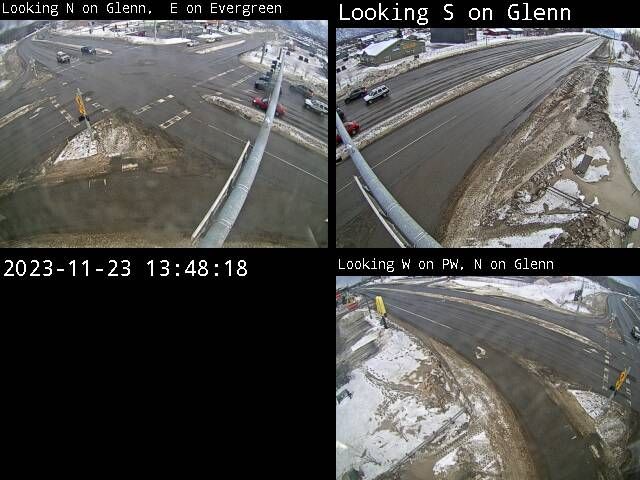 Looking N on Glenn,  E on Evergreen
Looking S on Glenn
2023-11-23 13:48:18
Looking W on PW, N on Glenn